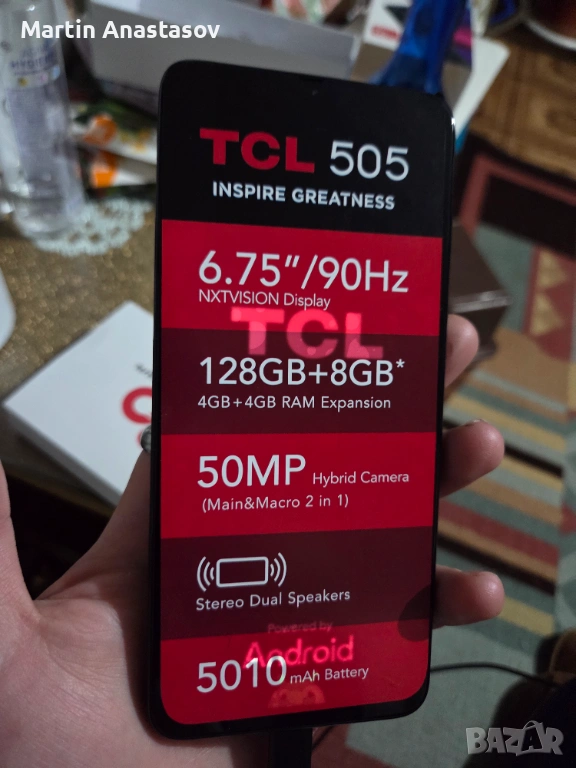 Martin Anastasov
TCL 505
INSPIRE GREATNESS
6.75"/90Hz
NXTVISION Display
TCL
128GB+8GB*
4GB+4GB RAM Expansion
50MP Hybrid Camera
(Main&Macro 2 in 1)
Stereo Dual Speakers
Powered by
Android
5010 mAh Battery
BAZAR